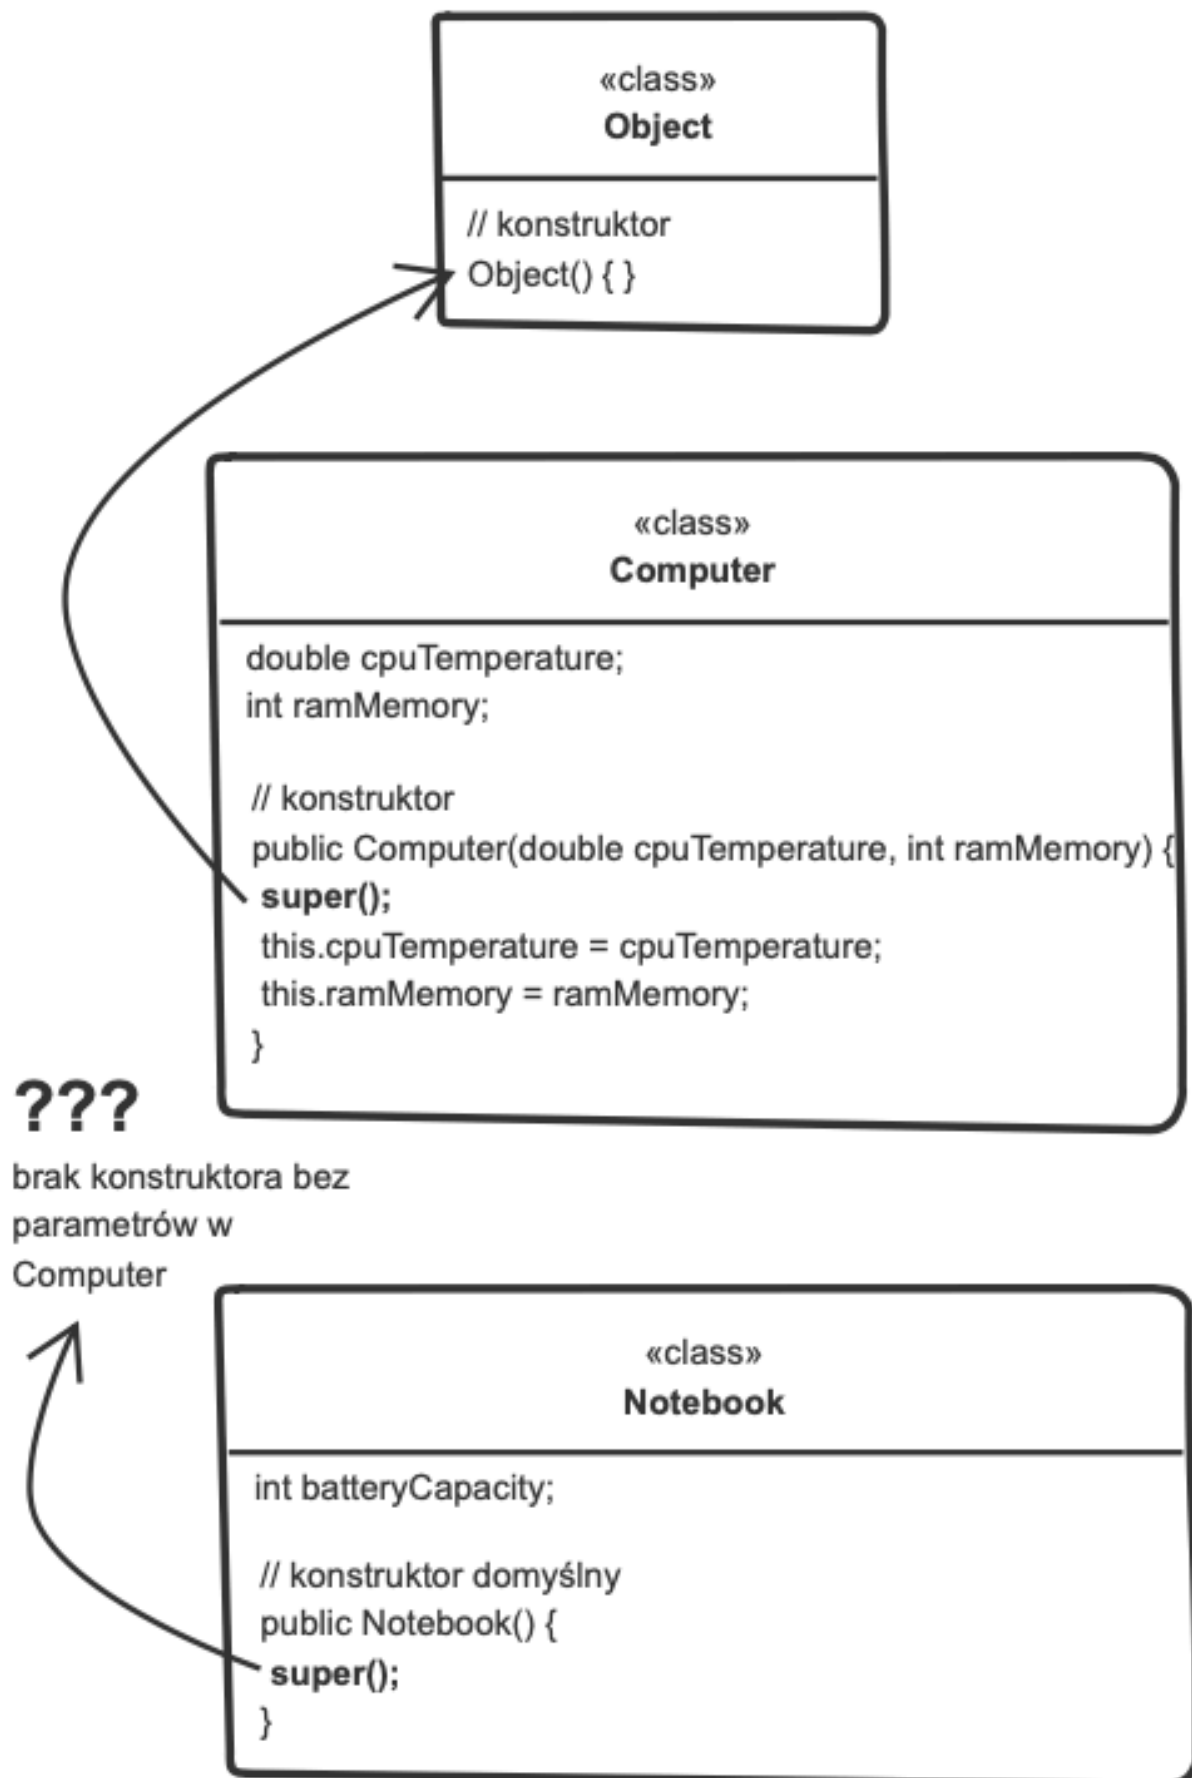 «class»
Object
// konstruktor
Object() { }
«class»
Computer
double cpuTemperature;
int ramMemory;
// konstruktor
public Computer(double cpuTemperature, int ramMemory) {
super();
this.cpuTemperature = cpuTemperature;
this.ramMemory = ramMemory;
}
???
brak konstruktora bez
parametrów w
Computer
«class»
Notebook
int batteryCapacity;
// konstruktor domyślny
public Notebook() {
super();
}